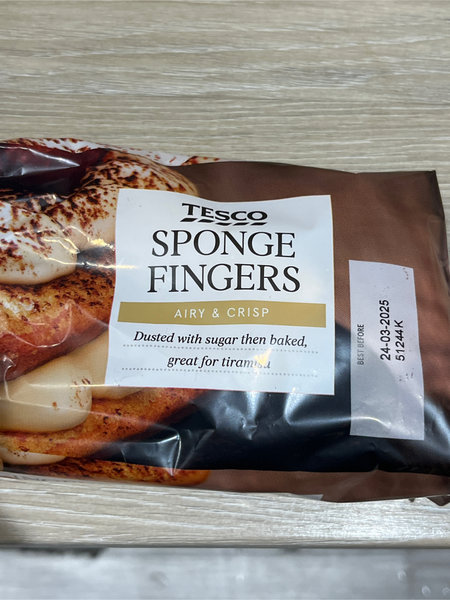 TESCO
SPONGE
FINGERS
AIRY & CRISP
Dusted with sugar then baked,
great for tiramisu
BEST BEFORE
24-03-2025
51244K